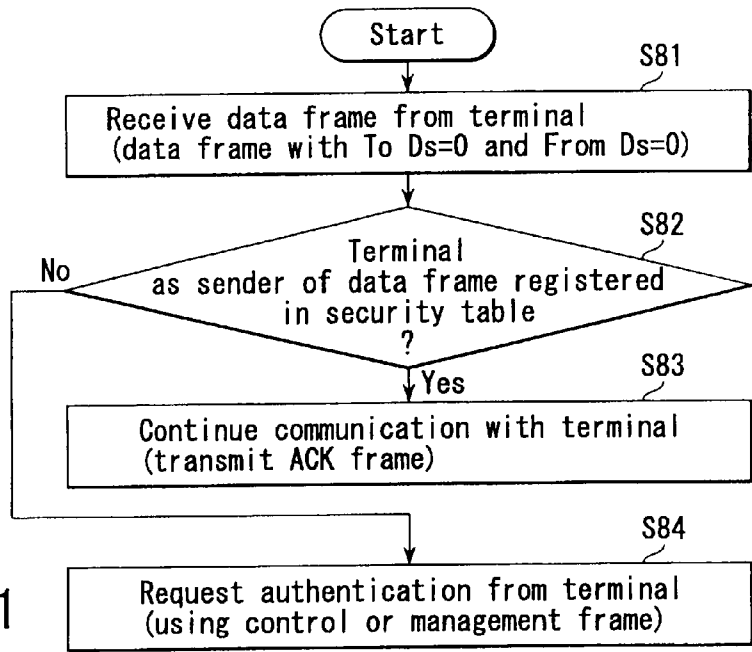 Start
S81
Receive data frame from terminal
(data frame with To Ds=0 and From Ds=0)
S82
Terminal
as sender of data frame registered
in security table
?
No
Yes
S83
Continue communication with terminal
(transmit ACK frame)
S84
Request authentication from terminal
(using control or management frame)
1